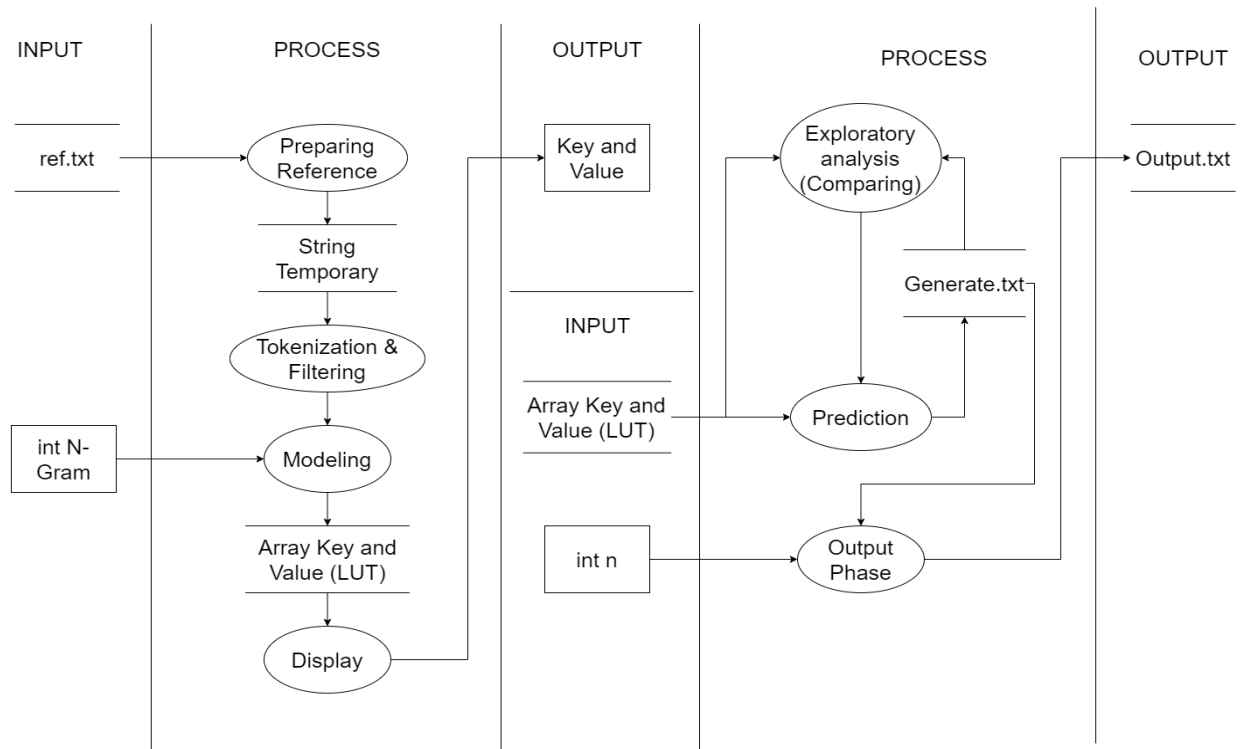 INPUT
PROCESS
OUTPUT
PROCESS
OUTPUT
ref.txt
Preparing
Reference
String
Temporary
Tokenization &
Filtering
int N-
Gram
Modeling
Array Key and
Value (LUT)
Display
Key and
Value
INPUT
Array Key and
Value (LUT)
int n
Exploratory
analysis
(Comparing)
Generate.txt
Prediction
Output
Phase
Output.txt